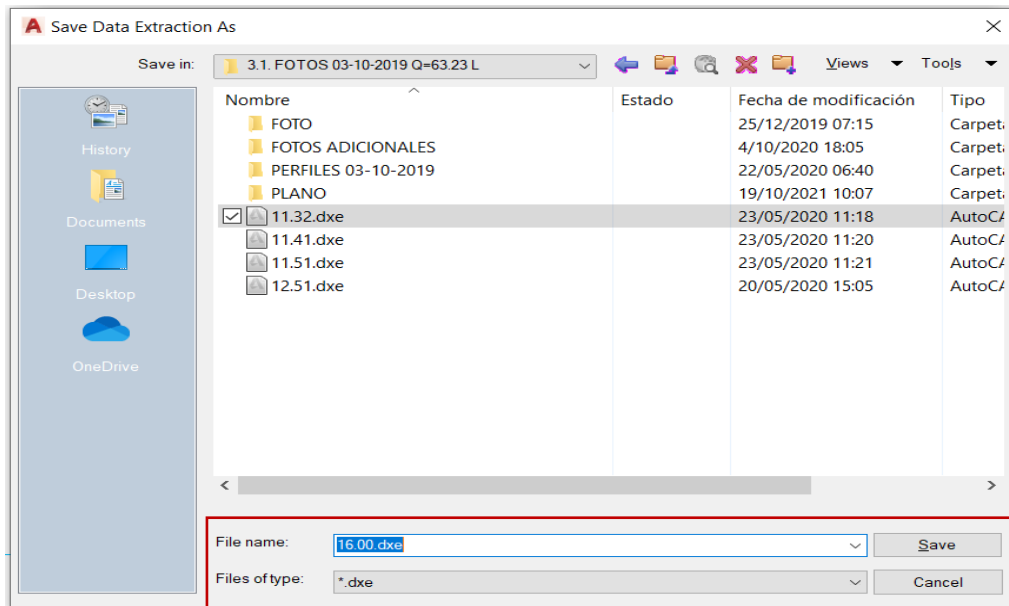 Save Data Extraction As
Save in: 3.1. FOTOS 03-10-2019 Q=63.23 L Views Tools
Nombre Estado Fecha de modificación Tipo
FOTO 25/12/2019 07:15 Carpet
FOTOS ADICIONALES 4/10/2020 18:05 Carpet
PERFILES 03-10-2019 22/05/2020 06:40 Carpet
PLANO 19/10/2021 10:07 Carpet
11.32.dxe 23/05/2020 11:18 AutoCA
11.41.dxe 23/05/2020 11:20 AutoCA
11.51.dxe 23/05/2020 11:21 AutoCA
12.51.dxe 20/05/2020 15:05 AutoCA
History
Documents
Desktop
OneDrive
File name: 16.00.dxe Save
Files of type: *.dxe Cancel